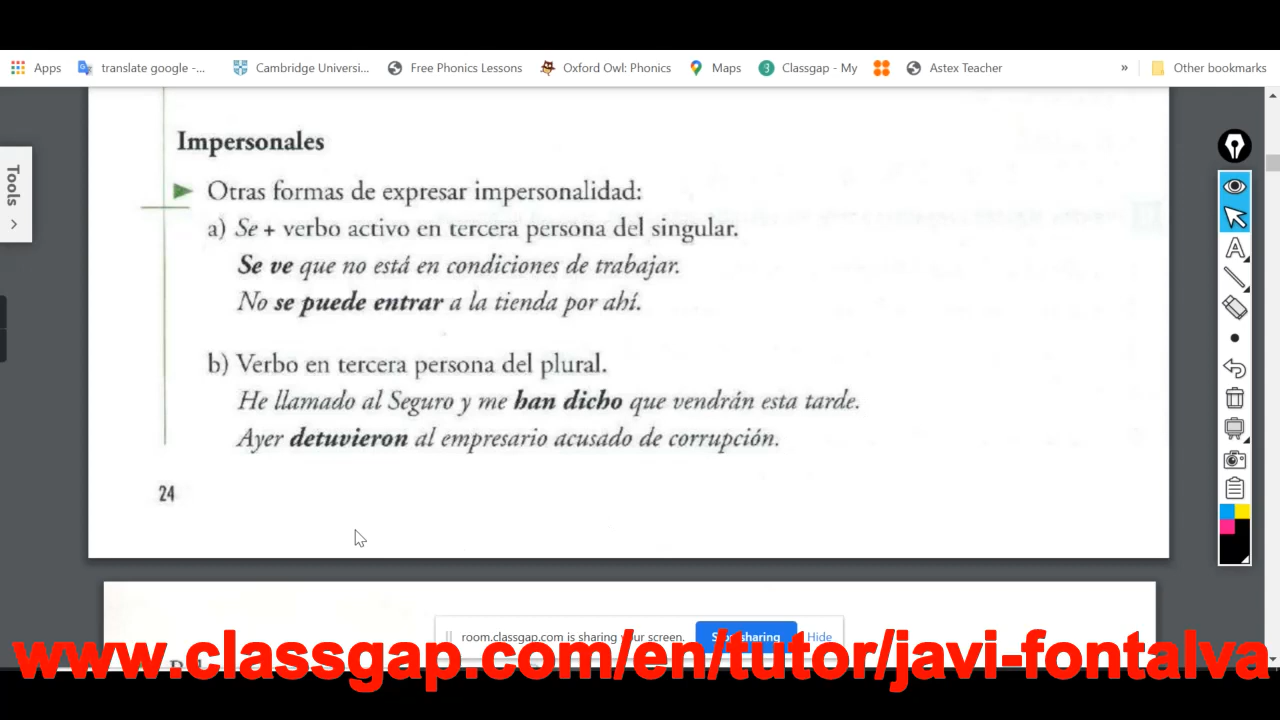 Apps translate google -... Cambridge Universi... Free Phonics Lessons Oxford Owl: Phonics Maps Classgap - My Astex Teacher » Other bookmarks
Tools >
Impersonales
Otras formas de expresar impersonalidad:
a) Se + verbo activo en tercera persona del singular.
Se ve que no está en condiciones de trabajar.
No se puede entrar a la tienda por ahí.
b) Verbo en tercera persona del plural.
He llamado al Seguro y me han dicho que vendrán esta tarde.
Ayer detuvieron al empresario acusado de corrupción.
24
room.classgap.com is sharing your screen. Stop sharing Hide
www.classgap.com/en/tutor/javi-fontalva